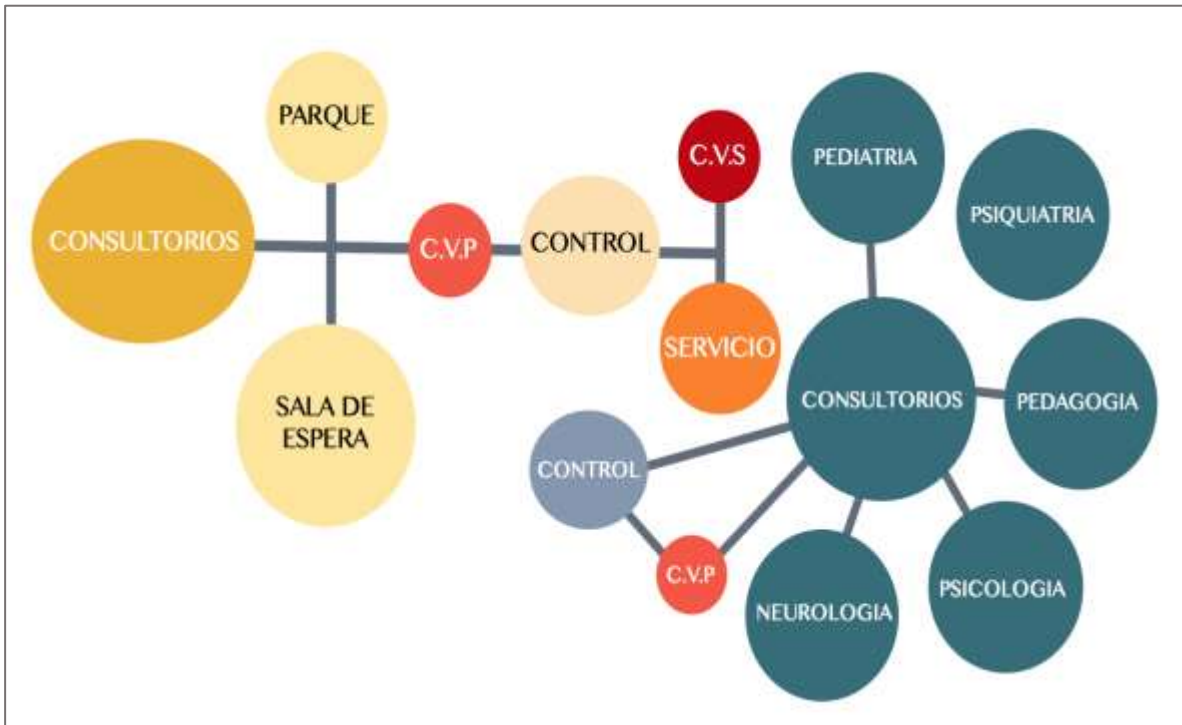 PARQUE
CONSULTORIOS
C.V.P
CONTROL
C.V.S
SERVICIO
SALA DE
ESPERA
PEDIATRIA
PSIQUIATRIA
CONSULTORIOS
PEDAGOGIA
CONTROL
C.V.P
NEUROLOGIA
PSICOLOGIA